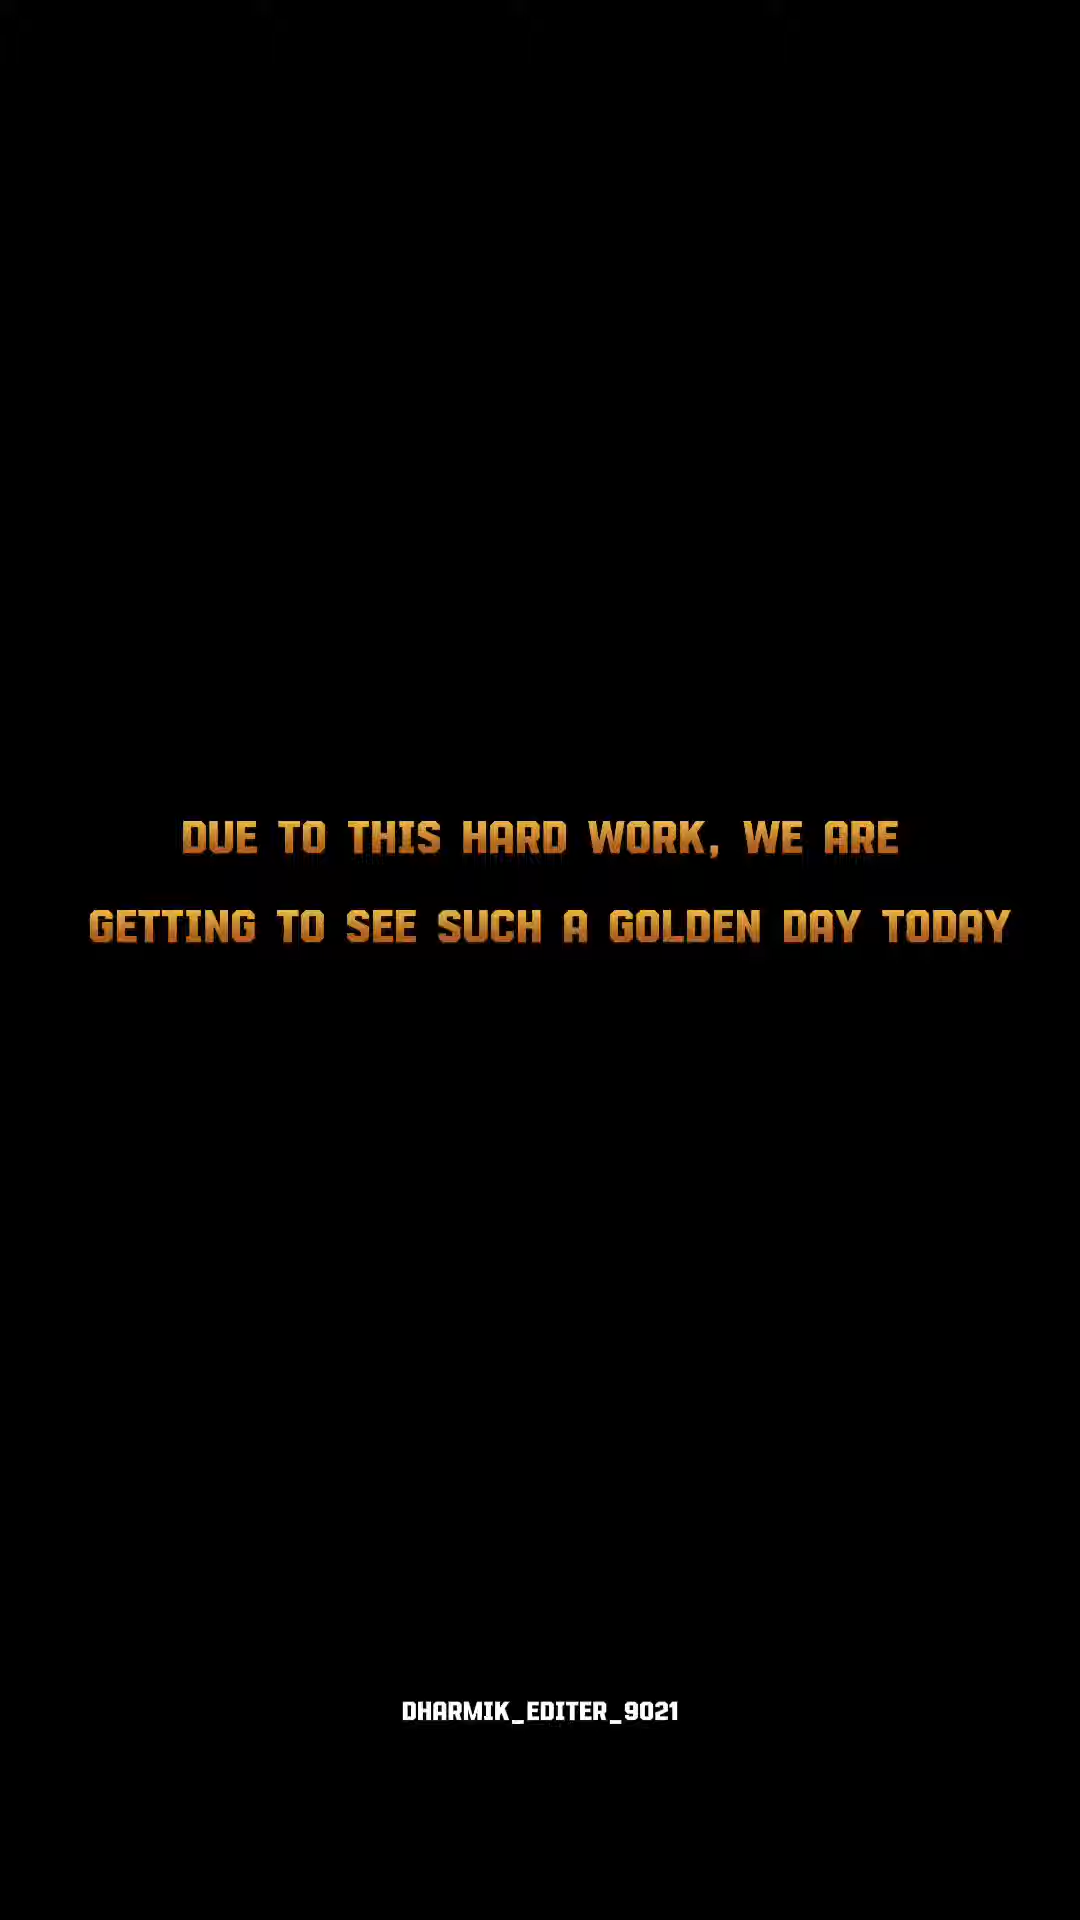 DUE TO THIS HARD WORK, WE ARE
GETTING TO SEE SUCH A GOLDEN DAY TODAY
DHARMIK_EDITER_9021